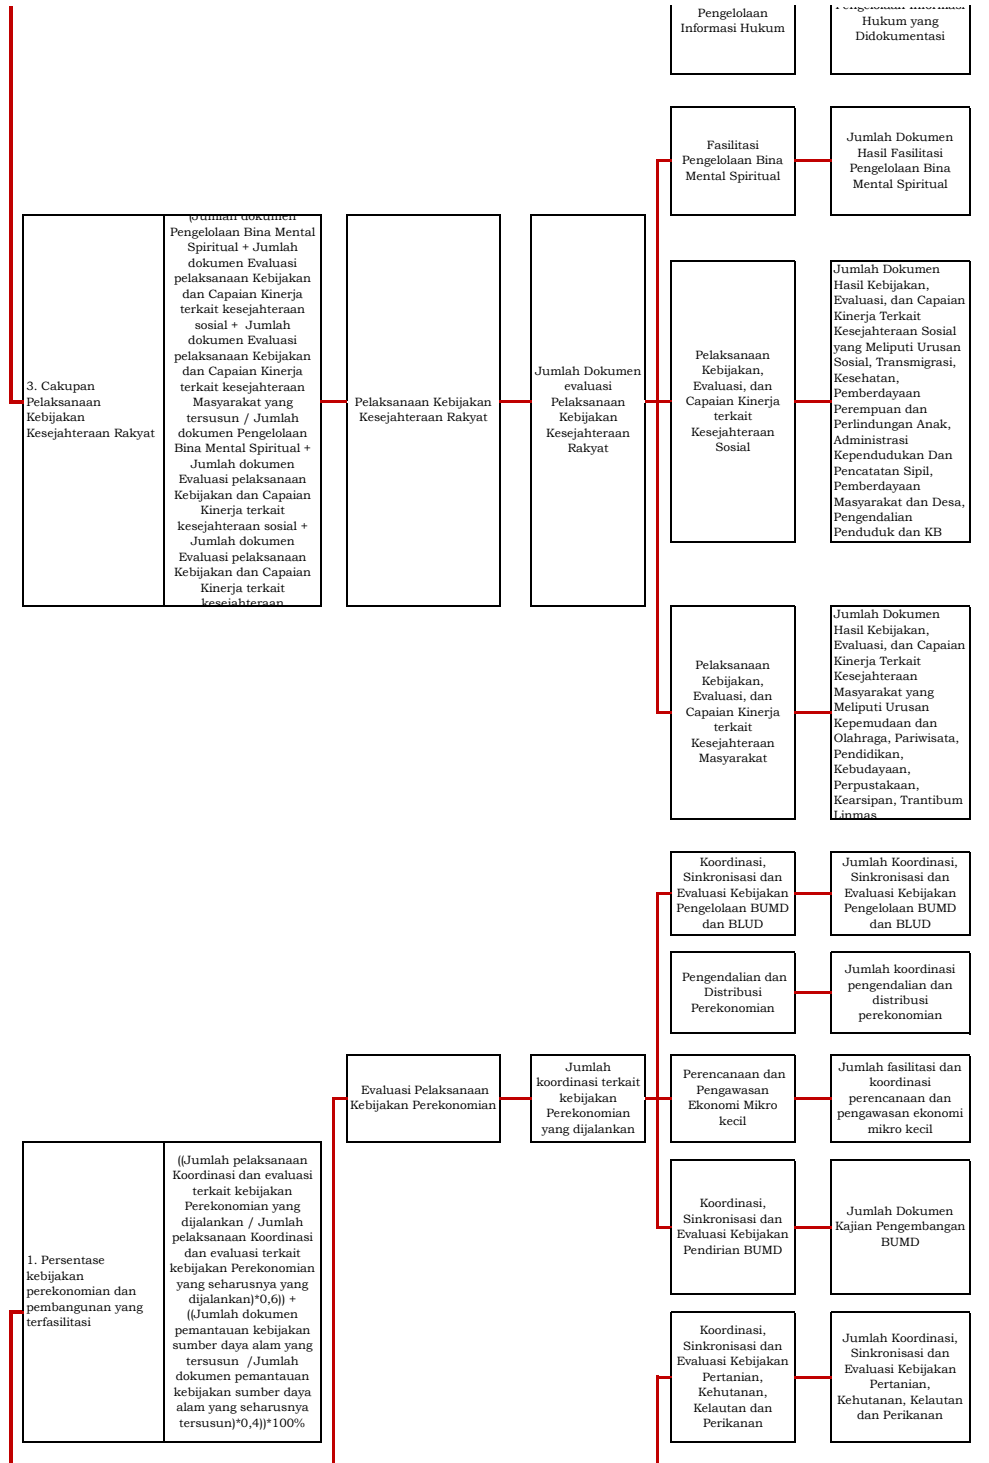 Pengelolaan
Informasi Hukum
Hukum yang
Didokumentasi
Fasilitasi
Pengelolaan Bina
Mental Spiritual
Jumlah Dokumen
Hasil Fasilitasi
Pengelolaan Bina
Mental Spiritual
3. Cakupan
Pelaksanaan
Kebijakan
Kesejahteraan Rakyat
(Jumlah dokumen
Pengelolaan Bina Mental
Spiritual + Jumlah
dokumen Evaluasi
pelaksanaan Kebijakan
dan Capaian Kinerja
terkait kesejahteraan
sosial +  Jumlah
dokumen Evaluasi
pelaksanaan Kebijakan
dan Capaian Kinerja
terkait kesejahteraan
Masyarakat yang
tersusun / Jumlah
dokumen Pengelolaan
Bina Mental Spiritual +
Jumlah dokumen
Evaluasi pelaksanaan
Kebijakan dan Capaian
Kinerja terkait
kesejahteraan sosial +
Jumlah dokumen
Evaluasi pelaksanaan
Kebijakan dan Capaian
Kinerja terkait
kesejahteraan
Pelaksanaan Kebijakan
Kesejahteraan Rakyat
Jumlah Dokumen
evaluasi
Pelaksanaan
Kebijakan
Kesejahteraan
Rakyat
Pelaksanaan
Kebijakan,
Evaluasi, dan
Capaian Kinerja
terkait
Kesejahteraan
Sosial
Jumlah Dokumen
Hasil Kebijakan,
Evaluasi, dan Capaian
Kinerja Terkait
Kesejahteraan Sosial
yang Meliputi Urusan
Sosial, Transmigrasi,
Kesehatan,
Pemberdayaan
Perempuan dan
Perlindungan Anak,
Administrasi
Kependudukan Dan
Pencatatan Sipil,
Pemberdayaan
Masyarakat dan Desa,
Pengendalian
Penduduk dan KB
Pelaksanaan
Kebijakan,
Evaluasi, dan
Capaian Kinerja
terkait
Kesejahteraan
Masyarakat
Jumlah Dokumen
Hasil Kebijakan,
Evaluasi, dan Capaian
Kinerja Terkait
Kesejahteraan
Masyarakat yang
Meliputi Urusan
Kepemudaan dan
Olahraga, Pariwisata,
Pendidikan,
Kebudayaan,
Perpustakaan,
Kearsipan, Trantibum
Linmas
Koordinasi,
Sinkronisasi dan
Evaluasi Kebijakan
Pengelolaan BUMD
dan BLUD
Jumlah Koordinasi,
Sinkronisasi dan
Evaluasi Kebijakan
Pengelolaan BUMD
dan BLUD
Pengendalian dan
Distribusi
Perekonomian
Jumlah koordinasi
pengendalian dan
distribusi
perekonomian
Evaluasi Pelaksanaan
Kebijakan Perekonomian
Jumlah
koordinasi terkait
kebijakan
Perekonomian
yang dijalankan
Perencanaan dan
Pengawasan
Ekonomi Mikro
kecil
Jumlah fasilitasi dan
koordinasi
perencanaan dan
pengawasan ekonomi
mikro kecil
1. Persentase
kebijakan
perekonomian dan
pembangunan yang
terfasilitasi
((Jumlah pelaksanaan
Koordinasi dan evaluasi
terkait kebijakan
Perekonomian yang
dijalankan / Jumlah
pelaksanaan Koordinasi
dan evaluasi terkait
kebijakan Perekonomian
yang seharusnya yang
dijalankan)*0,6)) +
((Jumlah dokumen
pemantauan kebijakan
sumber daya alam yang
tersusun  /Jumlah
dokumen pemantauan
kebijakan sumber daya
alam yang seharusnya
tersusun)*0,4))*100%
Koordinasi,
Sinkronisasi dan
Evaluasi Kebijakan
Pendirian BUMD
Jumlah Dokumen
Kajian Pengembangan
BUMD
Koordinasi,
Sinkronisasi dan
Evaluasi Kebijakan
Pertanian,
Kehutanan,
Kelautan dan
Perikanan
Jumlah Koordinasi,
Sinkronisasi dan
Evaluasi Kebijakan
Pertanian,
Kehutanan, Kelautan
dan Perikanan